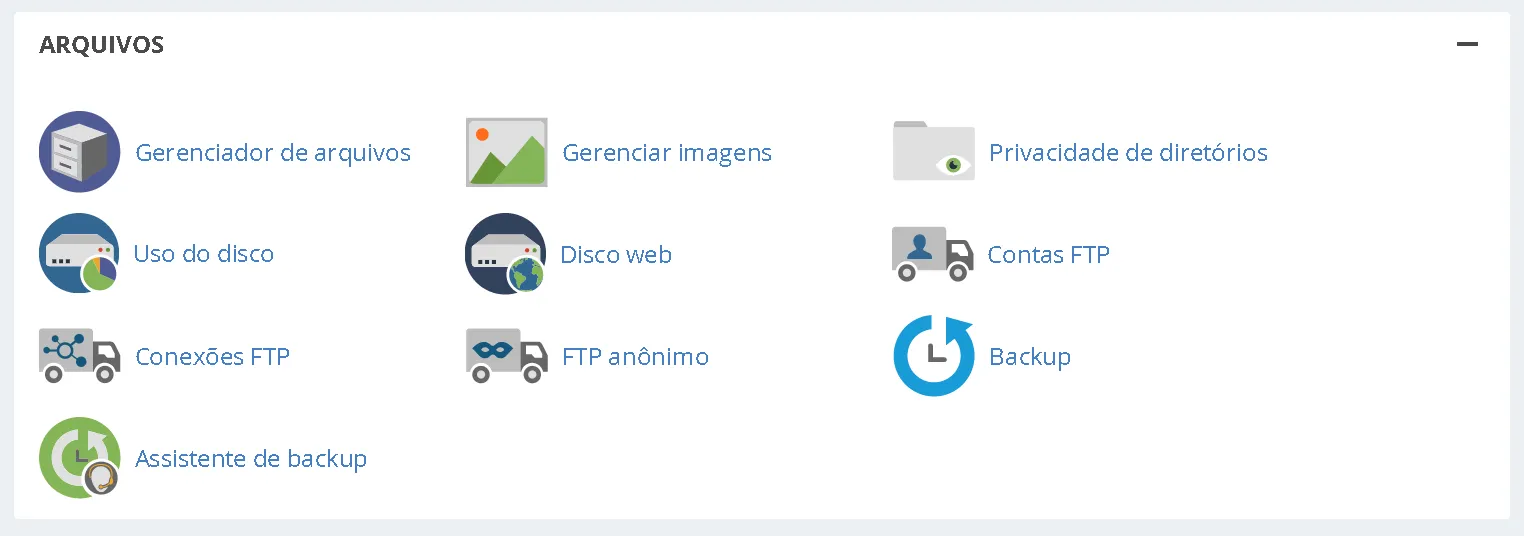 ARQUIVOS
Gerenciador de arquivos
Gerenciar imagens
Privacidade de diretórios
Uso do disco
Disco web
Contas FTP
Conexões FTP
FTP anônimo
Backup
Assistente de backup